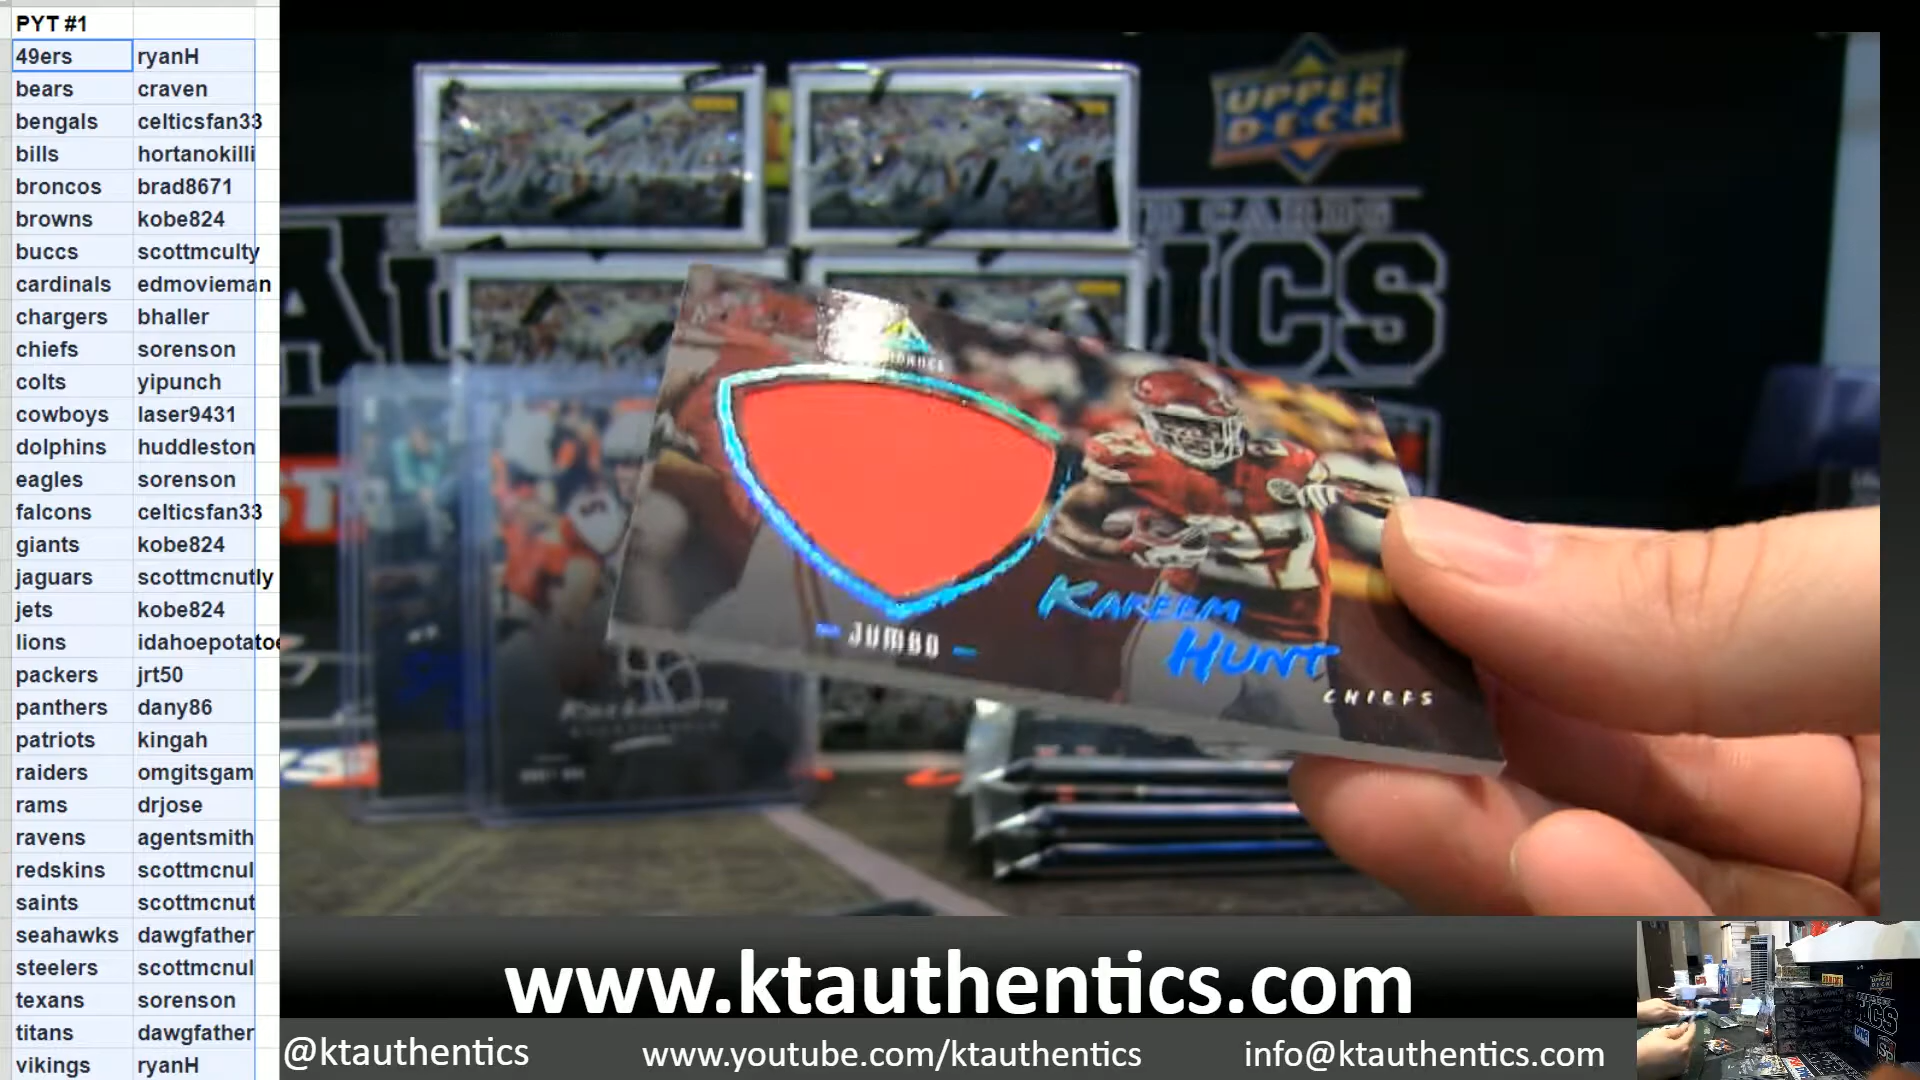 PYT #1
49ers ryanH
bears craven
bengals celticsfan33
bills hortanokilli
broncos brad8671
browns kobe824
buccs scottmculty
cardinals edmovieman
chargers bhaller
chiefs sorenson
colts yipunch
cowboys laser9431
dolphins huddleston
eagles sorenson
falcons celticsfan33
giants kobe824
jaguars scottmcnutly
jets kobe824
lions idahoepotatoe
packers jrt50
panthers dany86
patriots kingah
raiders omgitsgam
rams drjose
ravens agentsmith
redskins scottmcnul
saints scottmcnut
seahawks dawgfather
steelers scottmcnul
texans sorenson
titans dawgfather
vikings ryanH
UPPER
DECK
CARDS
ICS
JUMBO
KAREEM
HUNT
CHIEFS
27
www.ktauthentics.com
@ktauthentics
www.youtube.com/ktauthentics
info@ktauthentics.com